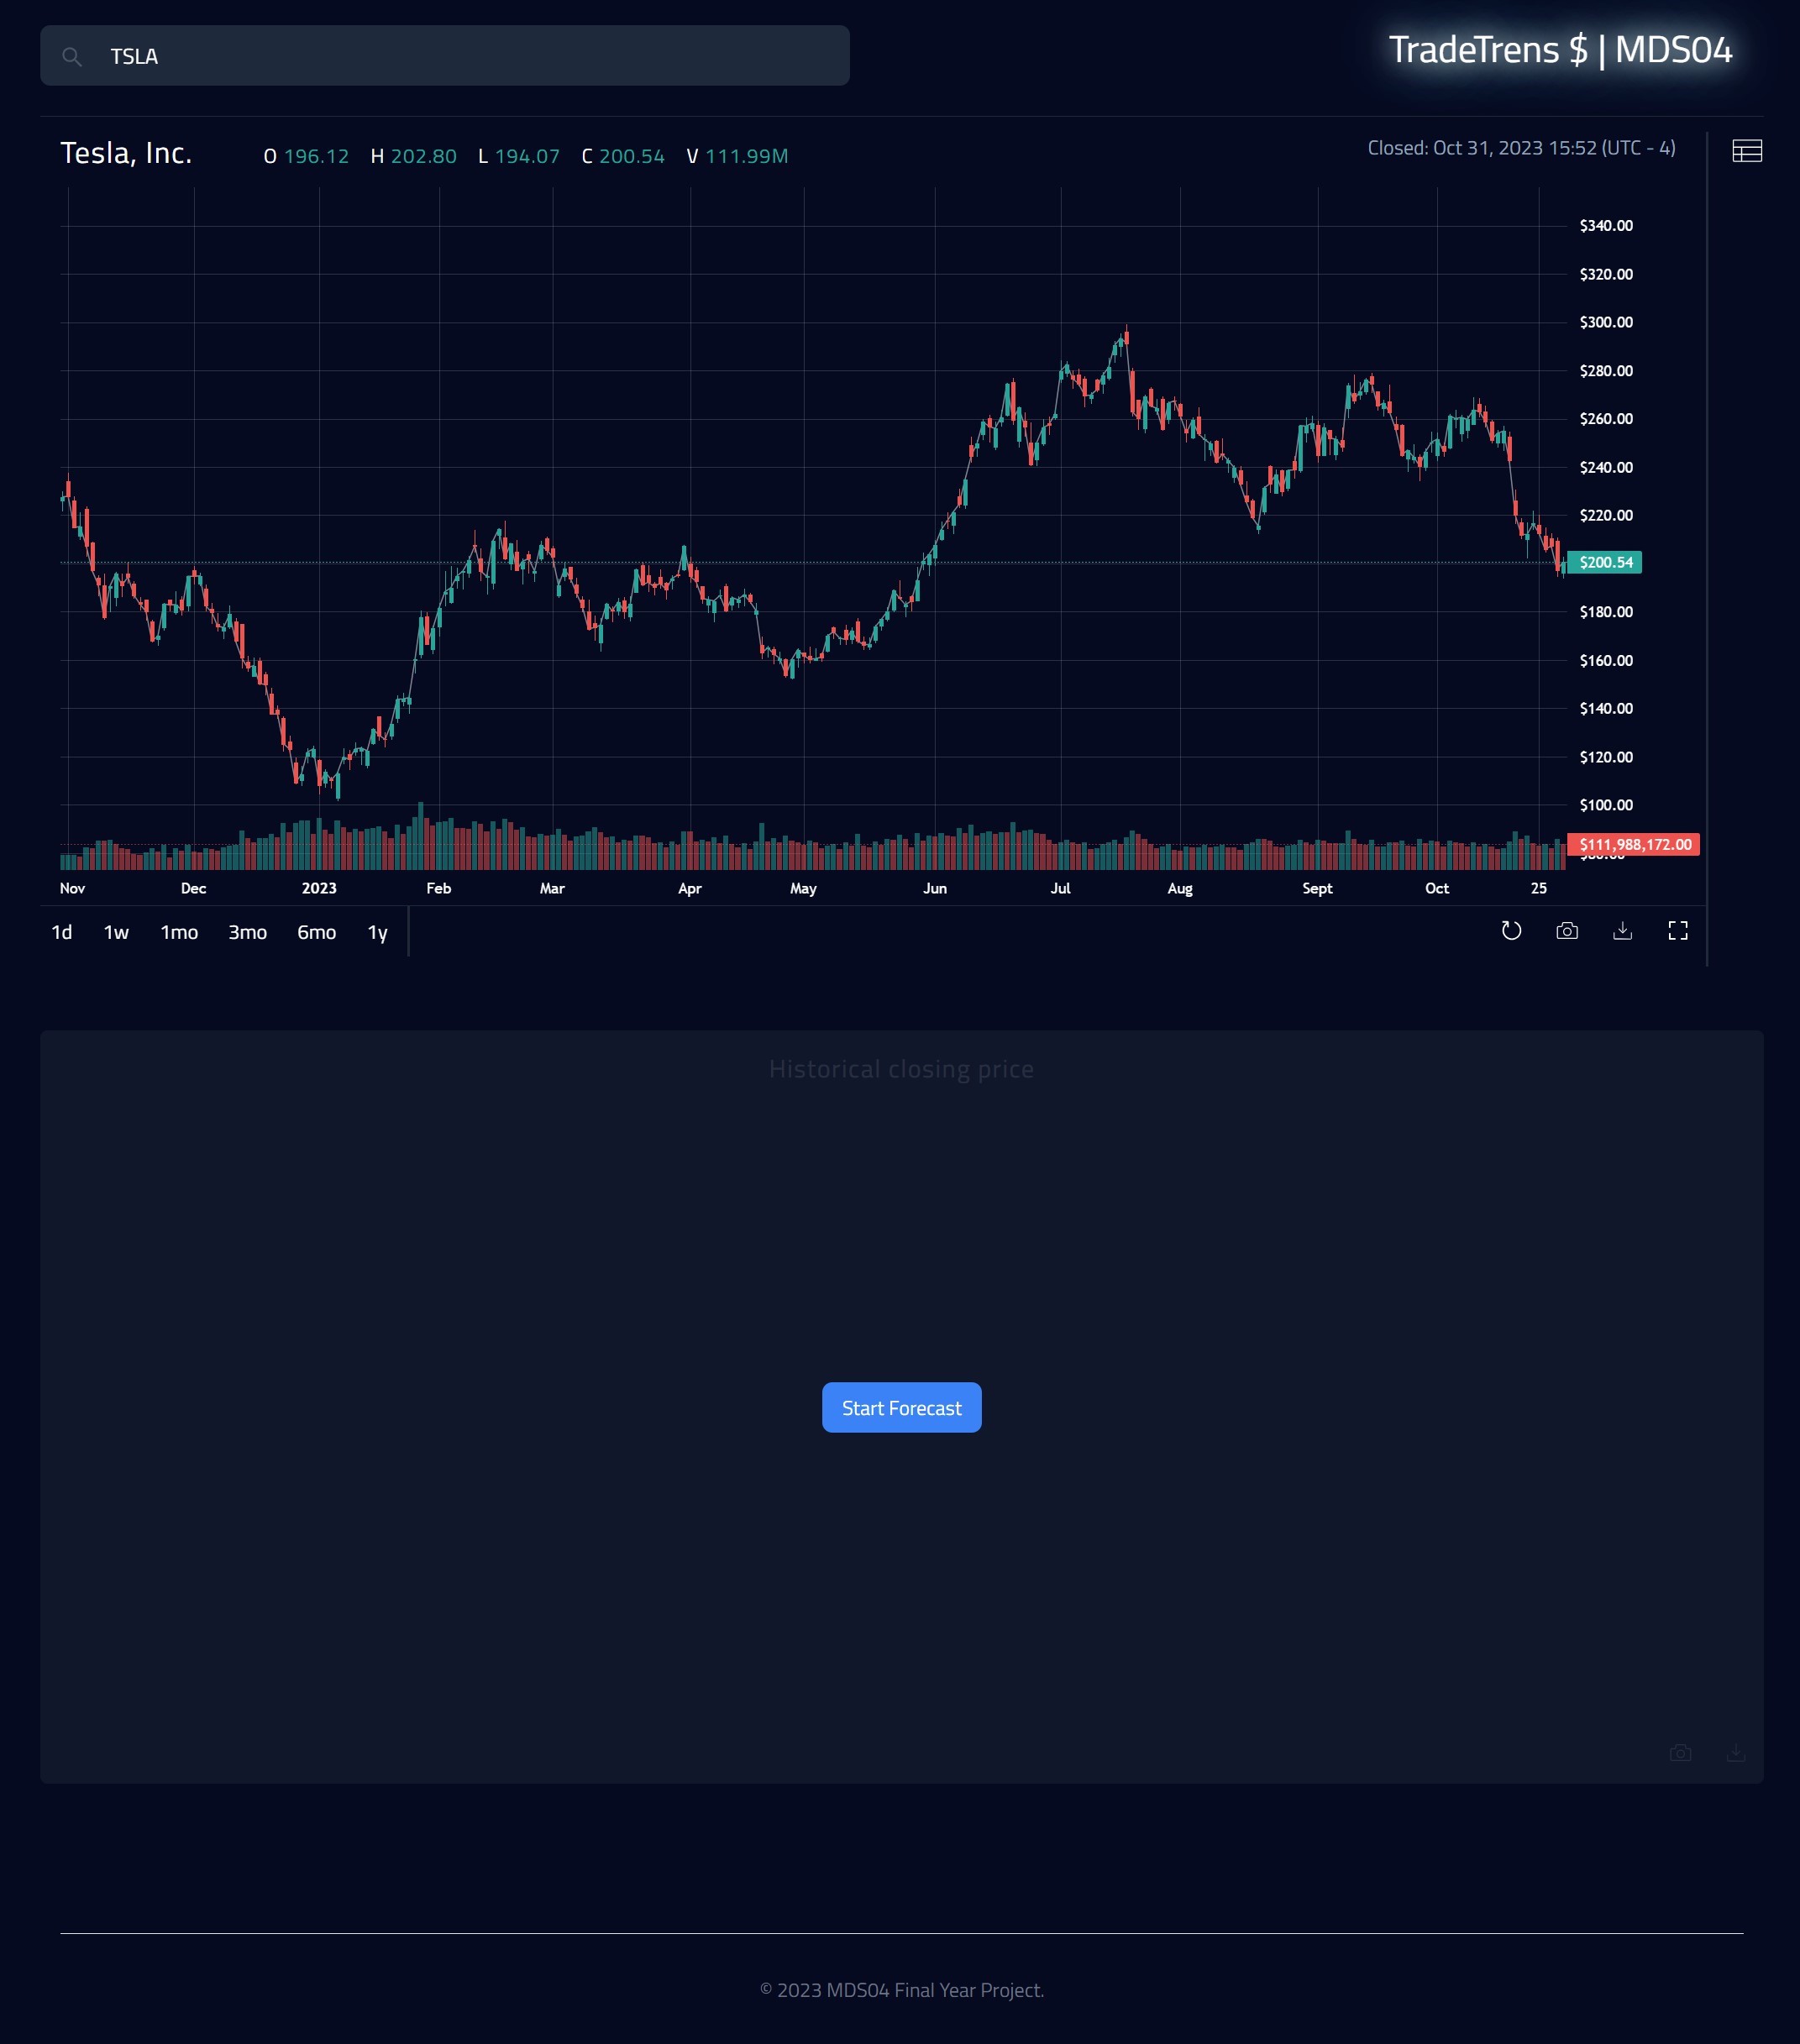 TSLA
TradeTrens $ | MDS04
Tesla, Inc. O 196.12 H 202.80 L 194.07 C 200.54 V 111.99M
Closed: Oct 31, 2023 15:52 (UTC - 4)
$340.00
$320.00
$300.00
$280.00
$260.00
$240.00
$220.00
$200.54
$180.00
$160.00
$140.00
$120.00
$100.00
$111,988,172.00
Nov Dec 2023 Feb Mar Apr May Jun Jul Aug Sept Oct 25
1d 1w 1mo 3mo 6mo 1y
Historical closing price
Start Forecast
© 2023 MDS04 Final Year Project.